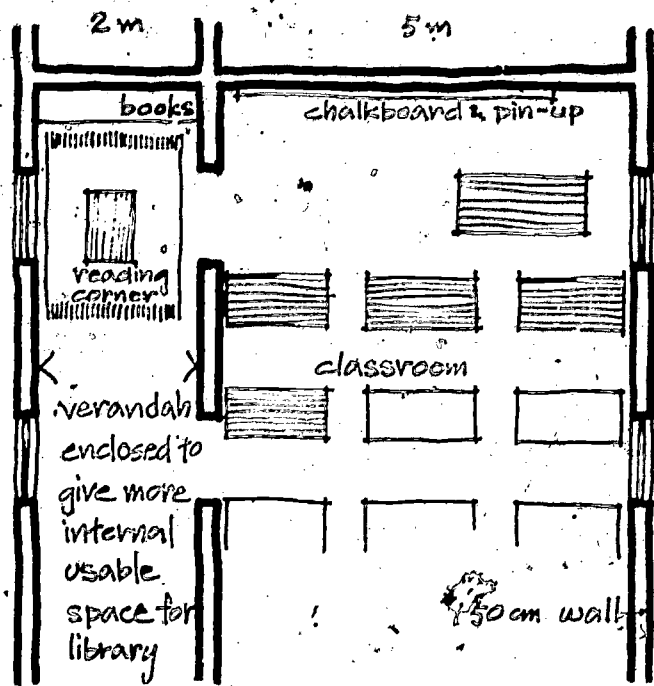 2 m
5 m
books
chalkboard & pin-up
reading
corner
classroom
verandah
enclosed to
give more
internal
usable
space for
library
50 cm wall